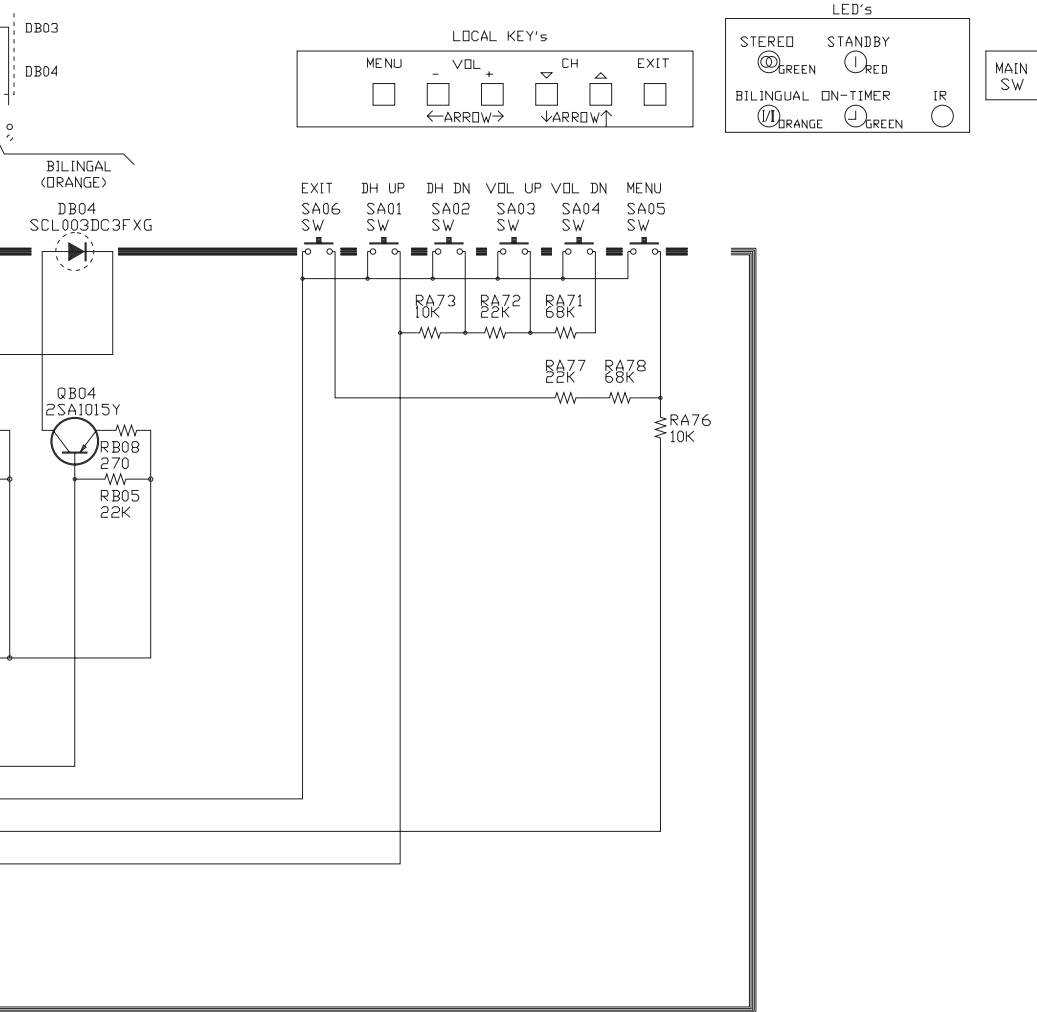 DB03
DB04
BILINGAL
(ORANGE)
DB04
SCL003DC3FXG
LOCAL KEY's
MENU
VOL
CH
EXIT
- +
←ARROW→
↓ARROW↑
LED's
STEREO STANDBY
GREEN RED
BILINGUAL ON-TIMER IR
I/II ORANGE GREEN
MAIN
SW
EXIT DH UP DH DN VOL UP VOL DN MENU
SA06 SA01 SA02 SA03 SA04 SA05
SW SW SW SW SW SW
RA73 RA72 RA71
10K 22K 68K
RA77 RA78
22K 68K
RA76
10K
QB04
2SA1015Y
RB08
270
RB05
22K